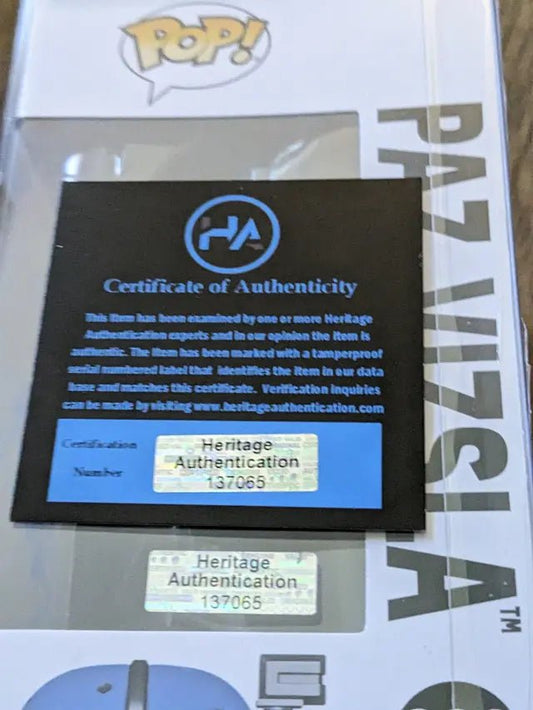 POP!
PAZ VIZSLA™
HA
Certificate of Authenticity
This item has been examined by one or more Heritage
Authentication experts and in our opinion the item is
authentic. The item has been marked with a tamperproof
serial numbered label that identifies the item in our data
base and matches this certificate. Verification inquiries
can be made by visiting www.heritageauthentication.com
Certification
Number
Heritage
Authentication
137065
Heritage
Authentication
137065